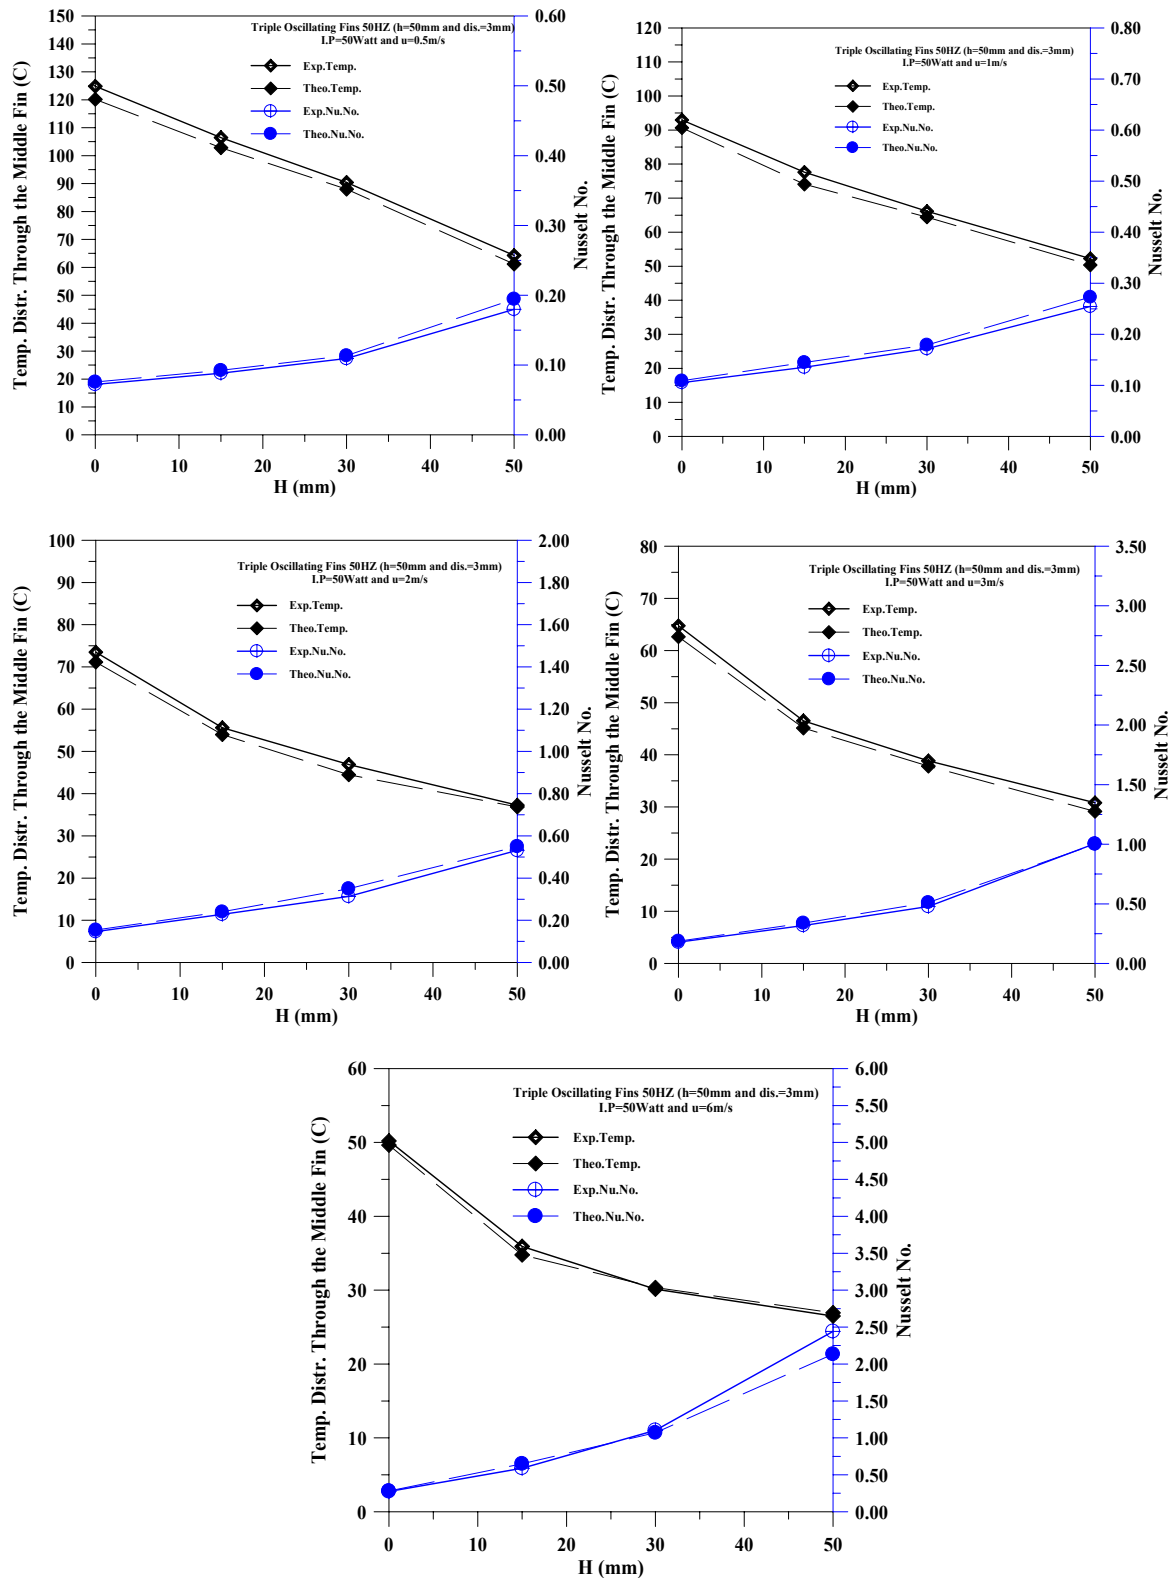 Triple Oscillating Fins 50HZ (h=50mm and dis.=3mm)
I.P=50Watt and u=0.5m/s
Exp.Temp.
Theo.Temp.
Exp.Nu.No.
Theo.Nu.No.
Temp. Distr. Through the Middle Fin (C)
150
140
130
120
110
100
90
80
70
60
50
40
30
20
10
0
0.60
0.50
0.40
0.30
0.20
0.10
0.00
Nusselt No.
0 10 20 30 40 50
H (mm)
Triple Oscillating Fins 50HZ (h=50mm and dis.=3mm)
I.P=50Watt and u=1m/s
Exp.Temp.
Theo.Temp.
Exp.Nu.No.
Theo.Nu.No.
Temp. Distr. Through the Middle Fin (C)
120
110
100
90
80
70
60
50
40
30
20
10
0
0.80
0.70
0.60
0.50
0.40
0.30
0.20
0.10
0.00
Nusselt No.
0 10 20 30 40 50
H (mm)
Triple Oscillating Fins 50HZ (h=50mm and dis.=3mm)
I.P=50Watt and u=2m/s
Exp.Temp.
Theo.Temp.
Exp.Nu.No.
Theo.Nu.No.
Temp. Distr. Through the Middle Fin (C)
100
90
80
70
60
50
40
30
20
10
0
2.00
1.80
1.60
1.40
1.20
1.00
0.80
0.60
0.40
0.20
0.00
Nusselt No.
0 10 20 30 40 50
H (mm)
Triple Oscillating Fins 50HZ (h=50mm and dis.=3mm)
I.P=50Watt and u=3m/s
Exp.Temp.
Theo.Temp.
Exp.Nu.No.
Theo.Nu.No.
Temp. Distr. Through the Middle Fin (C)
80
70
60
50
40
30
20
10
0
3.50
3.00
2.50
2.00
1.50
1.00
0.50
0.00
Nusselt No.
0 10 20 30 40 50
H (mm)
Triple Oscillating Fins 50HZ (h=50mm and dis.=3mm)
I.P=50Watt and u=6m/s
Exp.Temp.
Theo.Temp.
Exp.Nu.No.
Theo.Nu.No.
Temp. Distr. Through the Middle Fin (C)
60
50
40
30
20
10
0
6.00
5.50
5.00
4.50
4.00
3.50
3.00
2.50
2.00
1.50
1.00
0.50
0.00
Nusselt No.
0 10 20 30 40 50
H (mm)